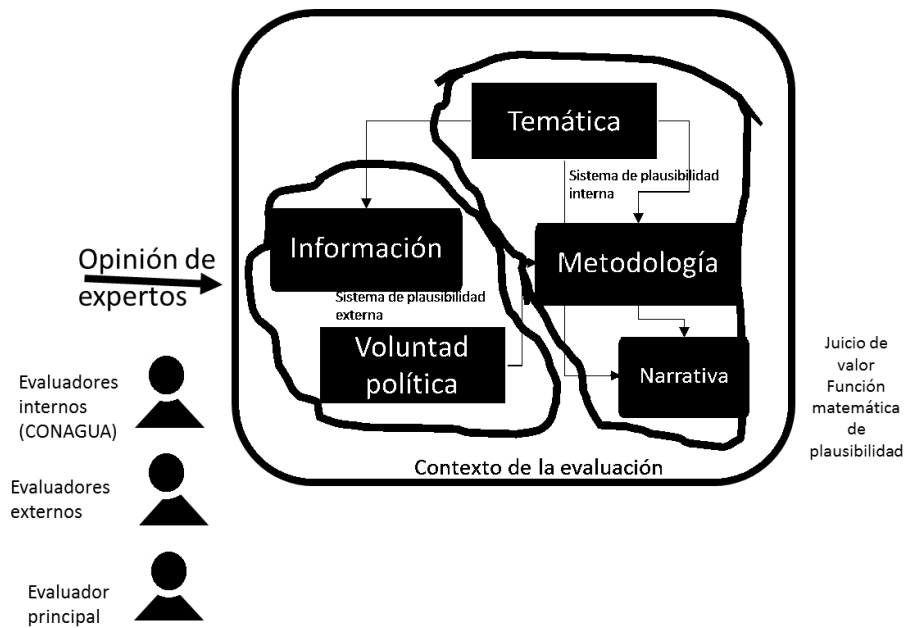 Temática
Sistema de plausibilidad
interna
Información
Metodología
Opinión de
expertos
Sistema de plausibilidad
externa
Voluntad
política
Narrativa
Contexto de la evaluación
Evaluadores
internos
(CONAGUA)
Evaluadores
externos
Evaluador
principal
Juicio de
valor
Función
matemática
de
plausibilidad